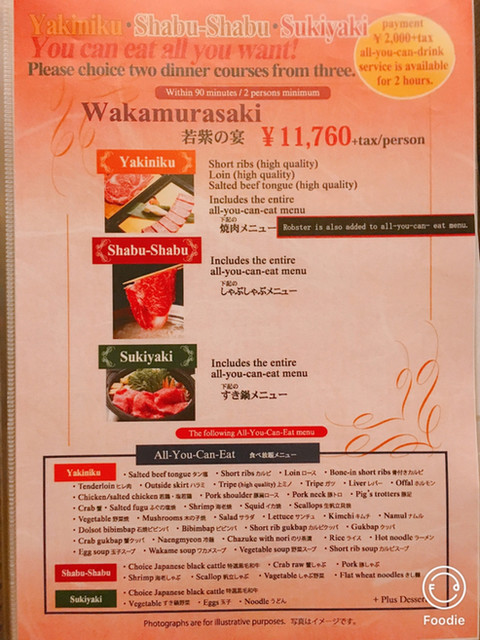 Yakiniku・Shabu-Shabu・Sukiyaki
You can eat all you want!
Please choice two dinner courses from three.
payment
￥2,000+tax
all-you-can-drink
service is available
for 2 hours.
Within 90 minutes / 2 persons minimum
Wakamurasaki
若紫の宴 ￥11,760+tax/person
Yakiniku
Short ribs (high quality)
Loin (high quality)
Salted beef tongue (high quality)
Includes the entire
all-you-can-eat menu
下記の
焼肉メニュー
Robster is also added to all-you-can- eat menu.
Shabu-Shabu
Includes the entire
all-you-can-eat menu
下記の
しゃぶしゃぶメニュー
Sukiyaki
Includes the entire
all-you-can-eat menu
下記の
すき鍋メニュー
The following All-You-Can-Eat menu
All-You-Can-Eat 食べ放題メニュー
Yakiniku ・Salted beef tongue タン塩 ・Short ribs カルビ ・Loin ロース ・Bone-in short ribs 骨付きカルビ
・Tenderloin ヒレ肉 ・Outside skirt ハラミ ・Tripe (high quality) 上ミノ ・Tripe ガツ ・Liver レバー ・Offal ホルモン
・Chicken/salted chicken 若鶏・塩若鶏 ・Pork shoulder 豚肩ロース ・Pork neck 豚トロ ・Pig's trotters 豚足
・Crab 蟹 ・Salted fugu ふぐの塩焼 ・Shrimp 海老 ・Squid イカ焼 ・Scallops 帆立貝焼
・Vegetable 野菜焼 ・Mushrooms 木の子焼 ・Salad サラダ ・Lettuce サンチュ ・Kimchi キムチ ・Namul ナムル
・Dolsot bibimbap 石焼ビビンバ ・Bibimbap ビビンバ ・Short rib gukbap カルビクッパ ・Gukbap クッパ
・Crab gukbap 蟹クッパ ・Naengmyeon 冷麺 ・Chazuke with nori のり茶漬 ・Rice ライス ・Hot noodle ラーメン
・Egg soup 玉子スープ ・Wakame soup ワカメスープ ・Vegetable soup 野菜スープ ・Short rib soup カルビスープ
Shabu-Shabu ・Choice Japanese black cattle 特選黒毛和牛 ・Crab raw 蟹しゃぶ ・Pork 豚しゃぶ
・Shrimp 海老しゃぶ ・Scallop 帆立しゃぶ ・Vagetable しゃぶ野菜 ・Flat wheat noodles きし麺
Sukiyaki ・Choice Japanese black cattle 特選黒毛和牛
・Vegetable すき鍋野菜 ・Eggs 玉子 ・Noodle うどん
+ Plus Dessert
Photographs are for illustrative purposes. 写真はイメージです。
Foodie